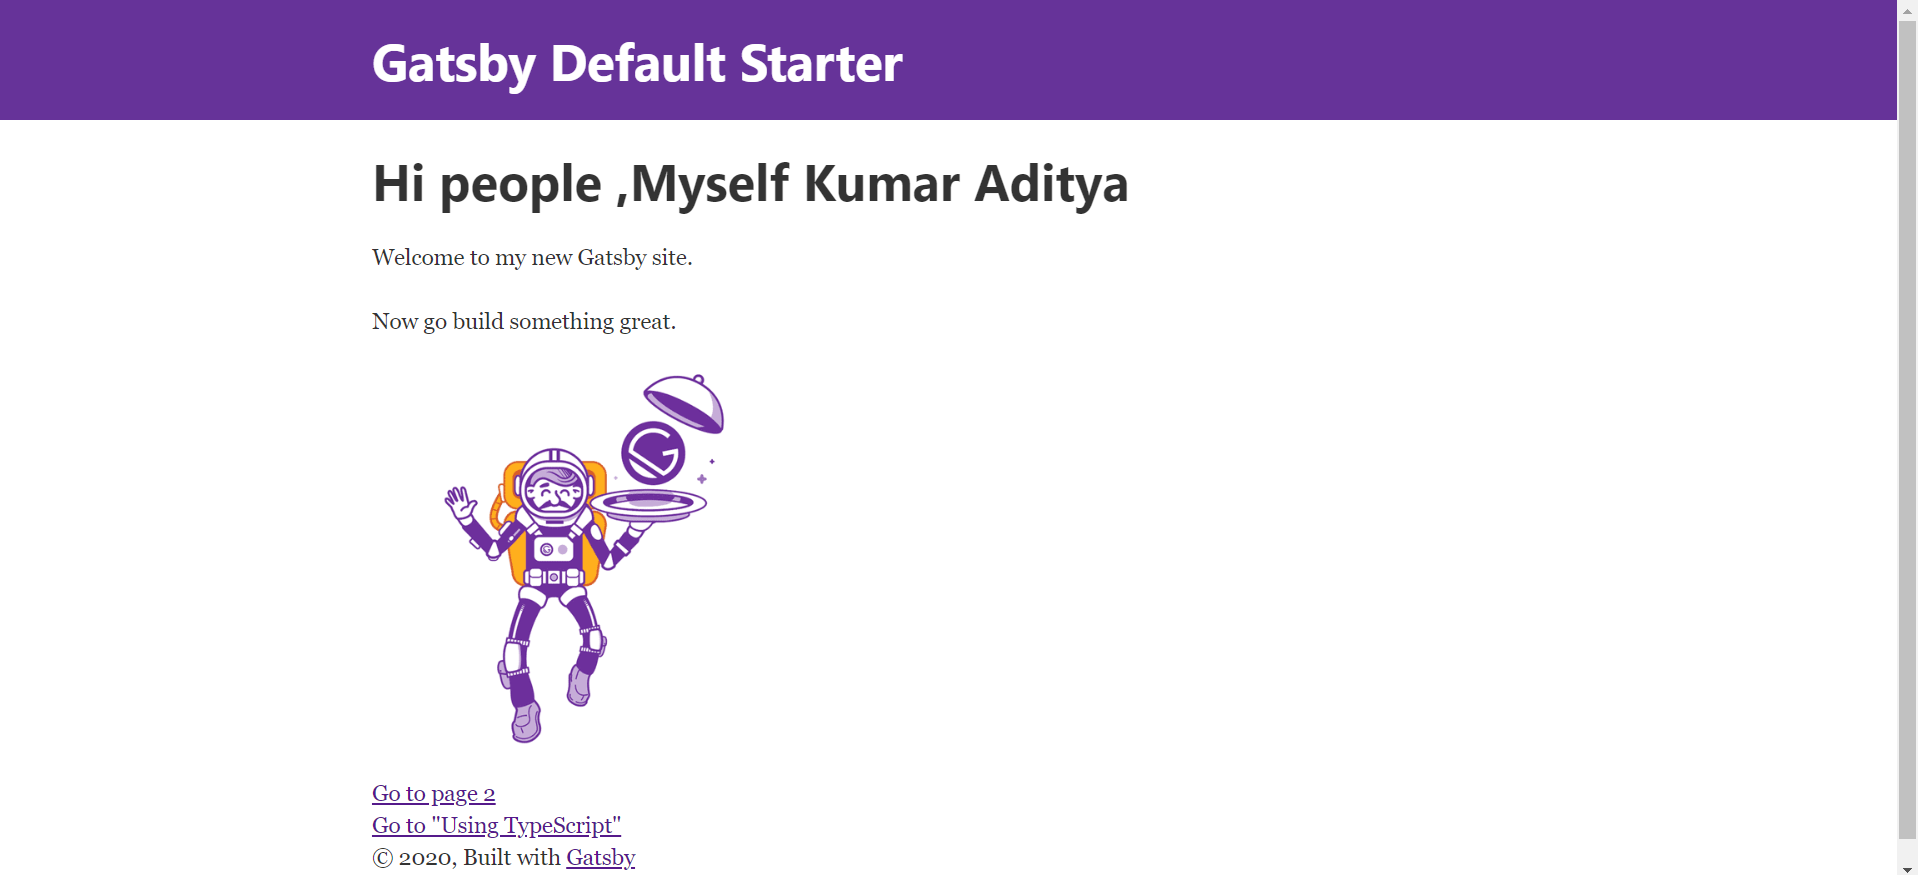 Gatsby Default Starter
Hi people ,Myself Kumar Aditya
Welcome to my new Gatsby site.
Now go build something great.
Go to page 2
Go to "Using TypeScript"
© 2020, Built with Gatsby